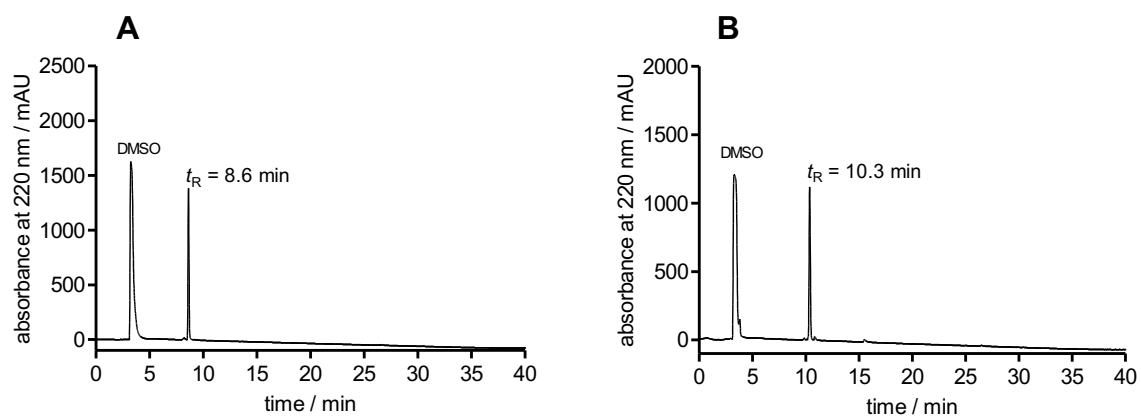 A
2500
2000
1500
1000
500
0
absorbance at 220 nm / mAU
DMSO
tR = 8.6 min
0 5 10 15 20 25 30 35 40
time / min
B
2000
1500
1000
500
0
absorbance at 220 nm / mAU
DMSO
tR = 10.3 min
0 5 10 15 20 25 30 35 40
time / min